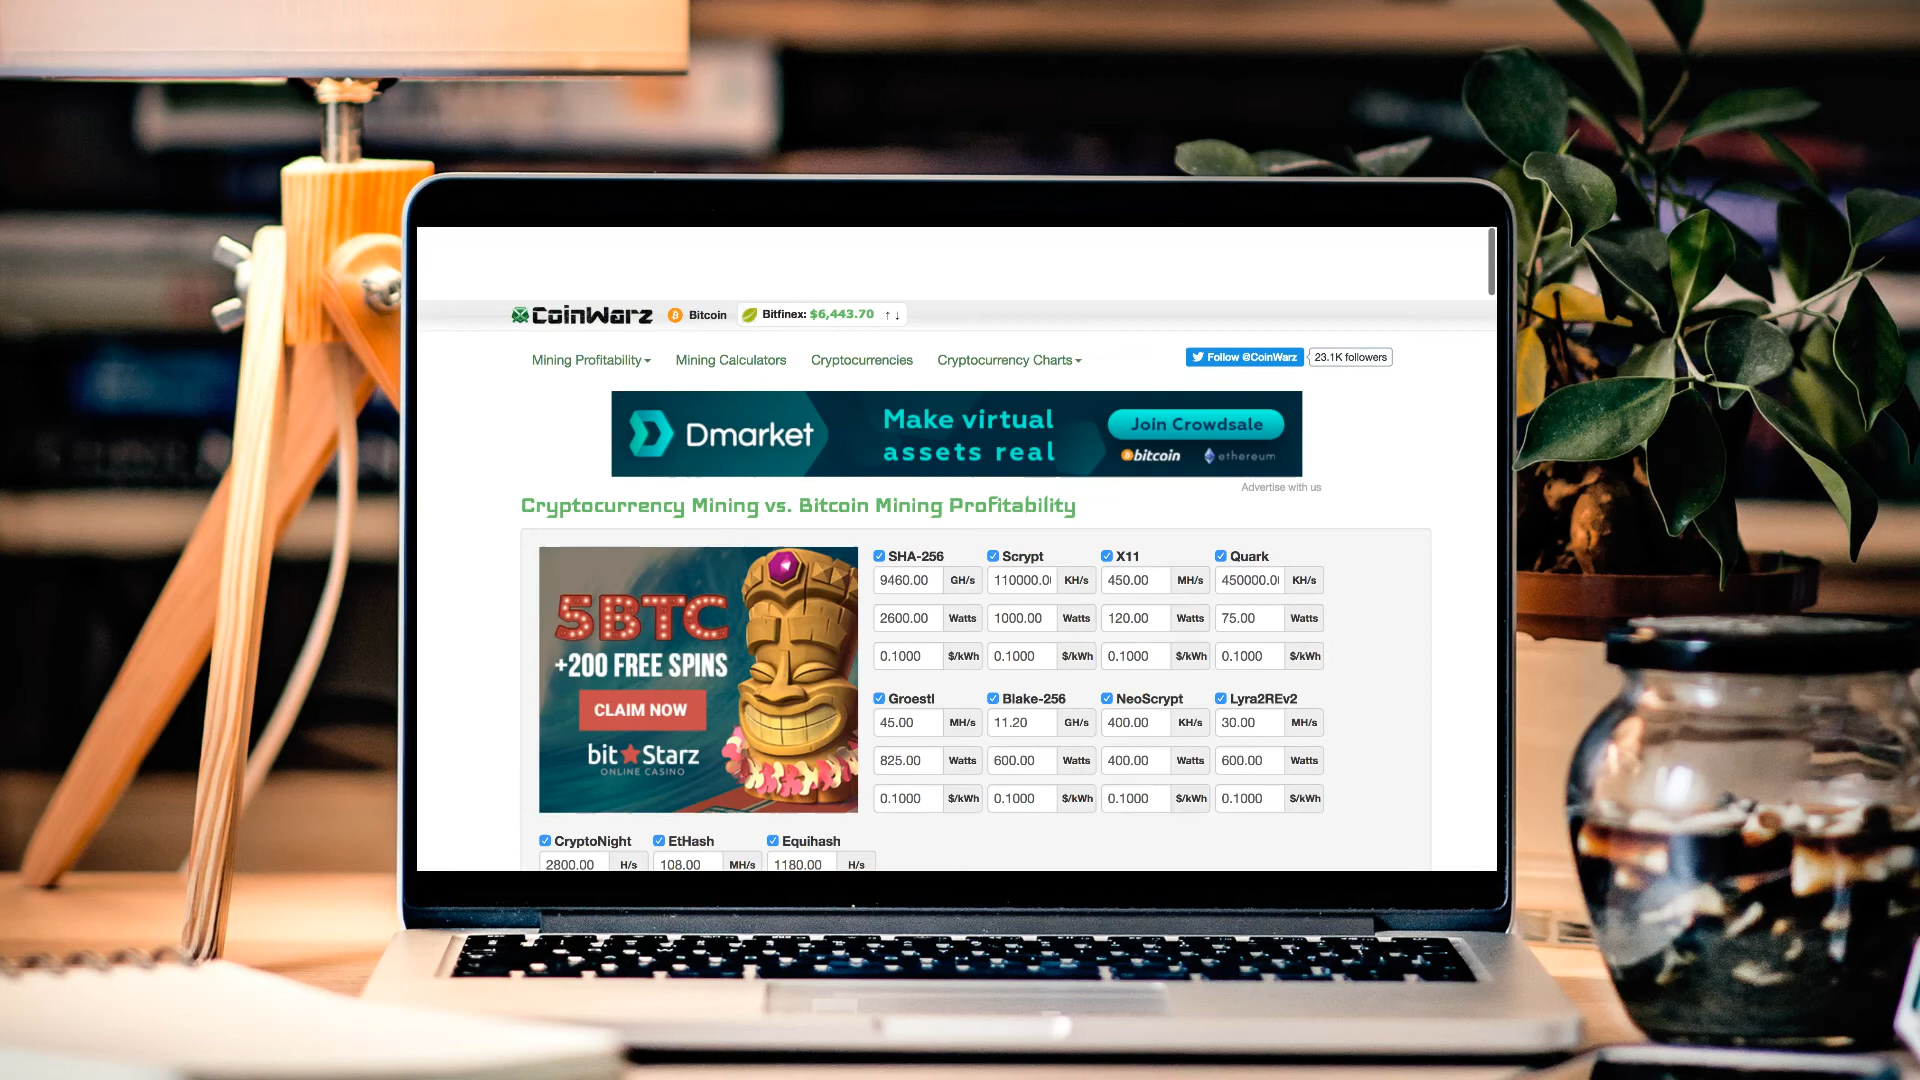 CoinWarz Bitcoin Bitfinex: $6,443.70 ↑ ↓
Mining Profitability Mining Calculators Cryptocurrencies Cryptocurrency Charts Follow @CoinWarz 23.1K followers
Dmarket Make virtual assets real Join Crowdsale
bitcoin ethereum
Advertise with us
Cryptocurrency Mining vs. Bitcoin Mining Profitability
5BTC
+200 FREE SPINS
CLAIM NOW
bitStarz
ONLINE CASINO
SHA-256 Scrypt X11 Quark
9460.00 GH/s 110000.0 KH/s 450.00 MH/s 450000.0 KH/s
2600.00 Watts 1000.00 Watts 120.00 Watts 75.00 Watts
0.1000 $/kWh 0.1000 $/kWh 0.1000 $/kWh 0.1000 $/kWh
Groestl Blake-256 NeoScrypt Lyra2REv2
45.00 MH/s 11.20 GH/s 400.00 KH/s 30.00 MH/s
825.00 Watts 600.00 Watts 400.00 Watts 600.00 Watts
0.1000 $/kWh 0.1000 $/kWh 0.1000 $/kWh 0.1000 $/kWh
CryptoNight EtHash Equihash
2800.00 H/s 108.00 MH/s 1180.00 H/s